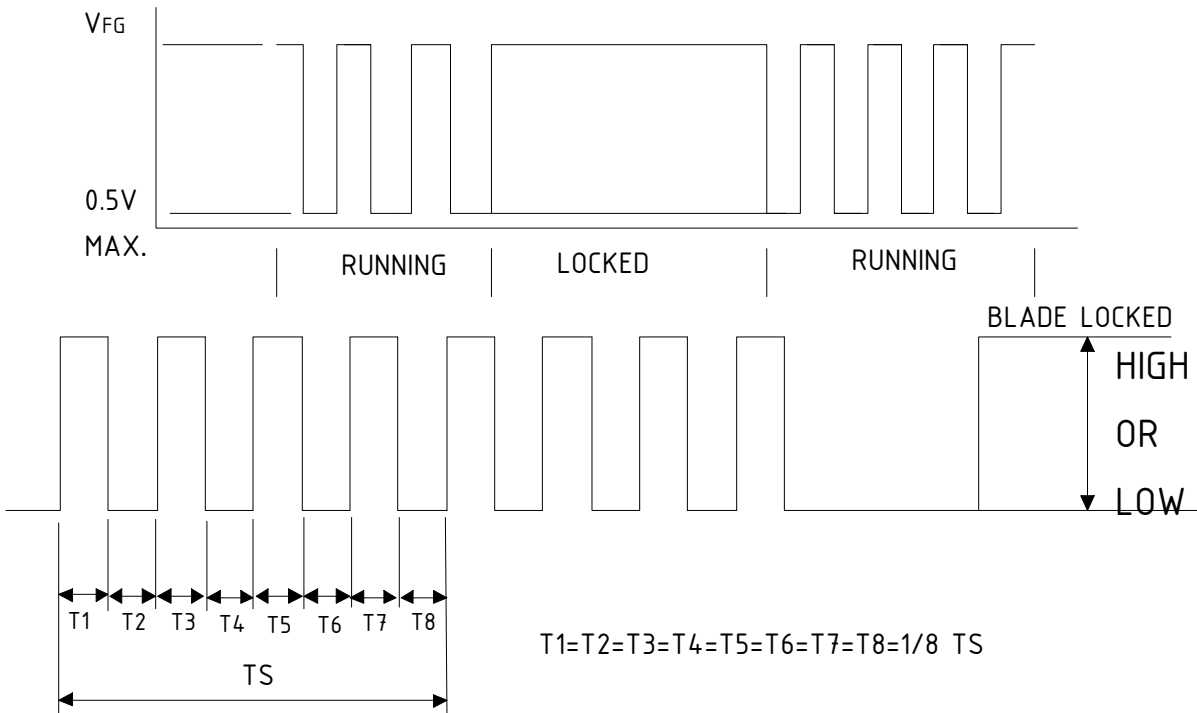 VFG
0.5V
MAX.
RUNNING LOCKED RUNNING
BLADE LOCKED
HIGH
OR
LOW
T1 T2 T3 T4 T5 T6 T7 T8
T1=T2=T3=T4=T5=T6=T7=T8=1/8 TS
TS